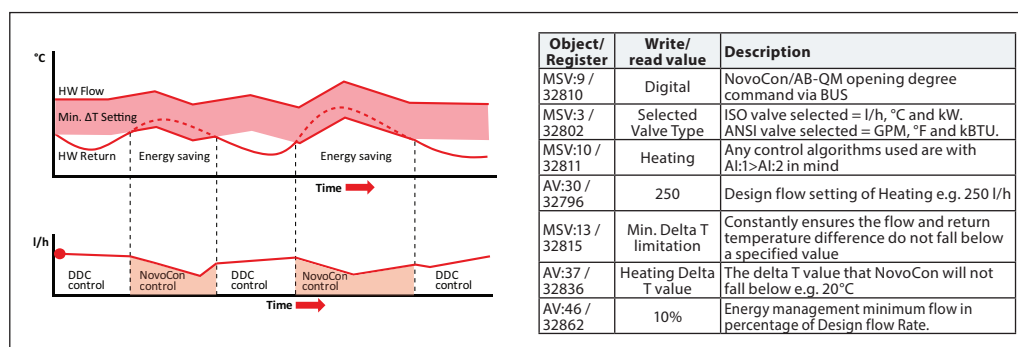 °C
HW Flow
Min. ΔT Setting
HW Return
Energy saving
Energy saving
Time
l/h
DDC
control
NovoCon
control
DDC
control
NovoCon
control
DDC
control
Time
Object/
Register
Write/
read value
Description
MSV:9 /
32810
Digital
NovoCon/AB-QM opening degree
command via BUS
MSV:3 /
32802
Selected
Valve Type
ISO valve selected = l/h, °C and kW.
ANSI valve selected = GPM, °F and kBTU.
MSV:10 /
32811
Heating
Any control algorithms used are with
AI:1>AI:2 in mind
AV:30 /
32796
250
Design flow setting of Heating e.g. 250 l/h
MSV:13 /
32815
Min. Delta T
limitation
Constantly ensures the flow and return
temperature difference do not fall below
a specified value
AV:37 /
32836
Heating Delta
T value
The delta T value that NovoCon will not
fall below e.g. 20°C
AV:46 /
32862
10%
Energy management minimum flow in
percentage of Design flow Rate.